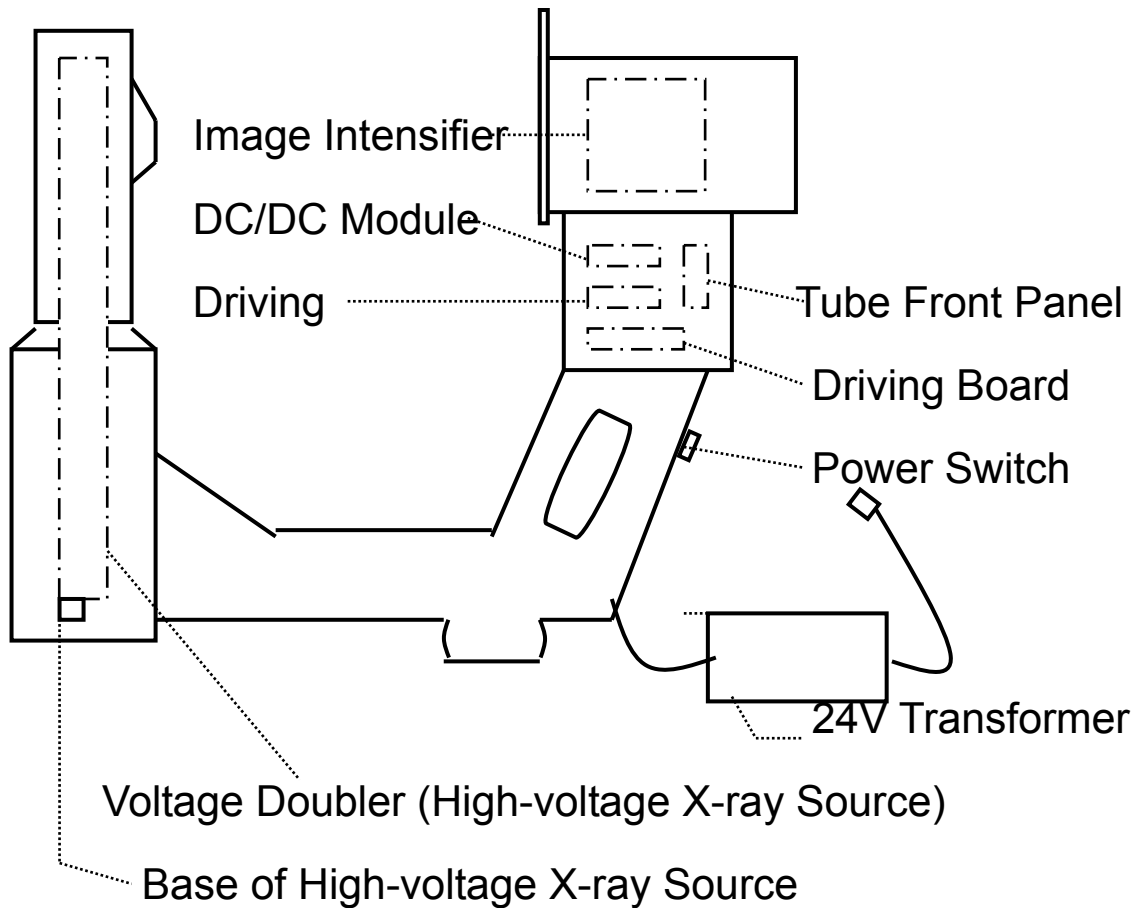 Image Intensifier
DC/DC Module
Driving
Tube Front Panel
Driving Board
Power Switch
24V Transformer
Voltage Doubler (High-voltage X-ray Source)
Base of High-voltage X-ray Source